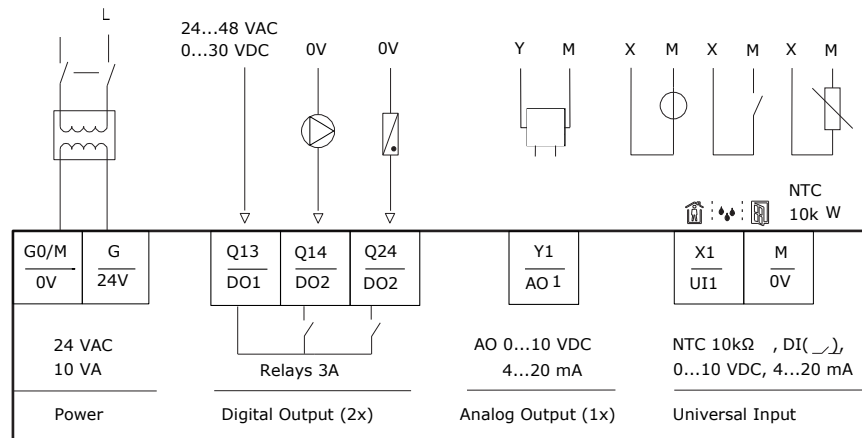 L
24...48 VAC
0...30 VDC
0V
0V
Y M
X M X M X M
NTC
10k W
G0/M
0V
G
24V
Q13
DO1
Q14
DO2
Q24
DO2
Y1
AO 1
X1
UI1
M
0V
24 VAC
10 VA
Relays 3A
AO 0...10 VDC
4...20 mA
NTC 10kΩ , DI( ),
0...10 VDC, 4...20 mA
Power
Digital Output (2x)
Analog Output (1x)
Universal Input